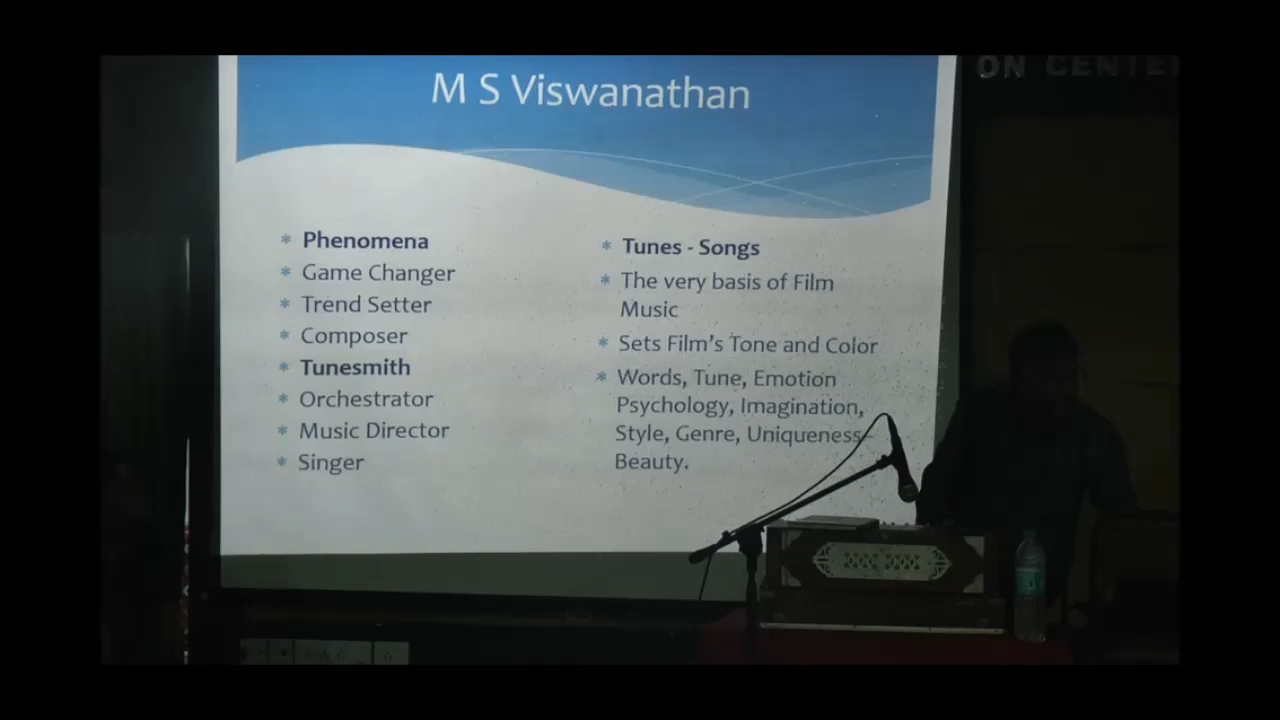 M S Viswanathan
ON CENTE
* Phenomena
* Game Changer
* Trend Setter
* Composer
* Tunesmith
* Orchestrator
* Music Director
* Singer
* Tunes - Songs
* The very basis of Film
Music
* Sets Film's Tone and Color
* Words, Tune, Emotion
Psychology, Imagination,
Style, Genre, Uniqueness-
Beauty.